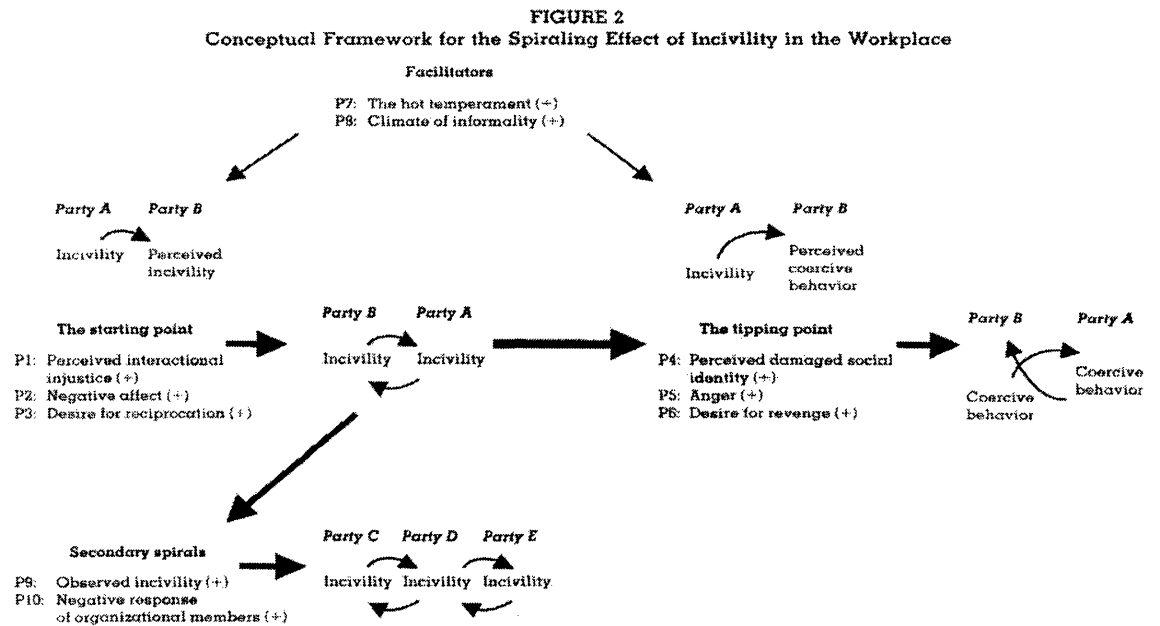 FIGURE 2
Conceptual Framework for the Spiraling Effect of Incivility in the Workplace
Facilitators
P7: The hot temperament (+)
P8: Climate of informality (+)
Party A Party B
Incivility Perceived
incivility
Party A Party B
Incivility
Perceived
coercive
behavior
The starting point
P1: Perceived interactional
injustice (+)
P2: Negative affect (+)
P3: Desire for reciprocation (+)
Party B Party A
Incivility Incivility
The tipping point
P4: Perceived damaged social
identity (+)
P5: Anger (+)
P6: Desire for revenge (+)
Party B Party A
Coercive
behavior
Coercive
behavior
Secondary spirals
P9: Observed incivility (+)
P10: Negative response
of organizational members (+)
Party C Party D Party E
Incivility Incivility Incivility